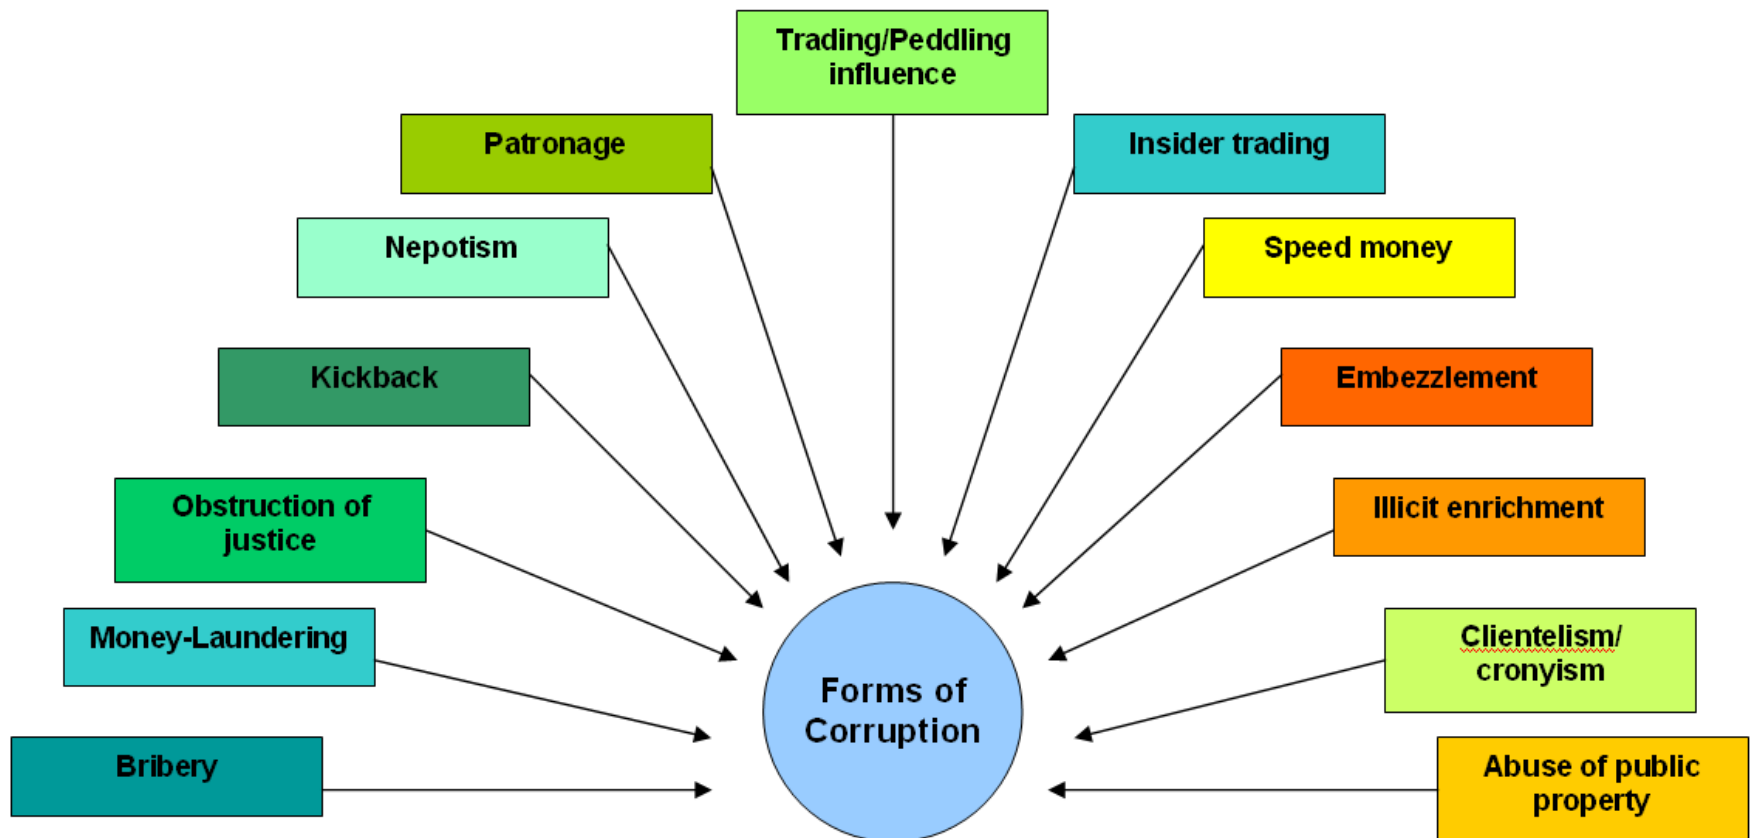 Trading/Peddling
influence
Patronage
Insider trading
Nepotism
Speed money
Kickback
Embezzlement
Obstruction of
justice
Illicit enrichment
Money-Laundering
Clientelism/
cronyism
Forms of
Corruption
Bribery
Abuse of public
property